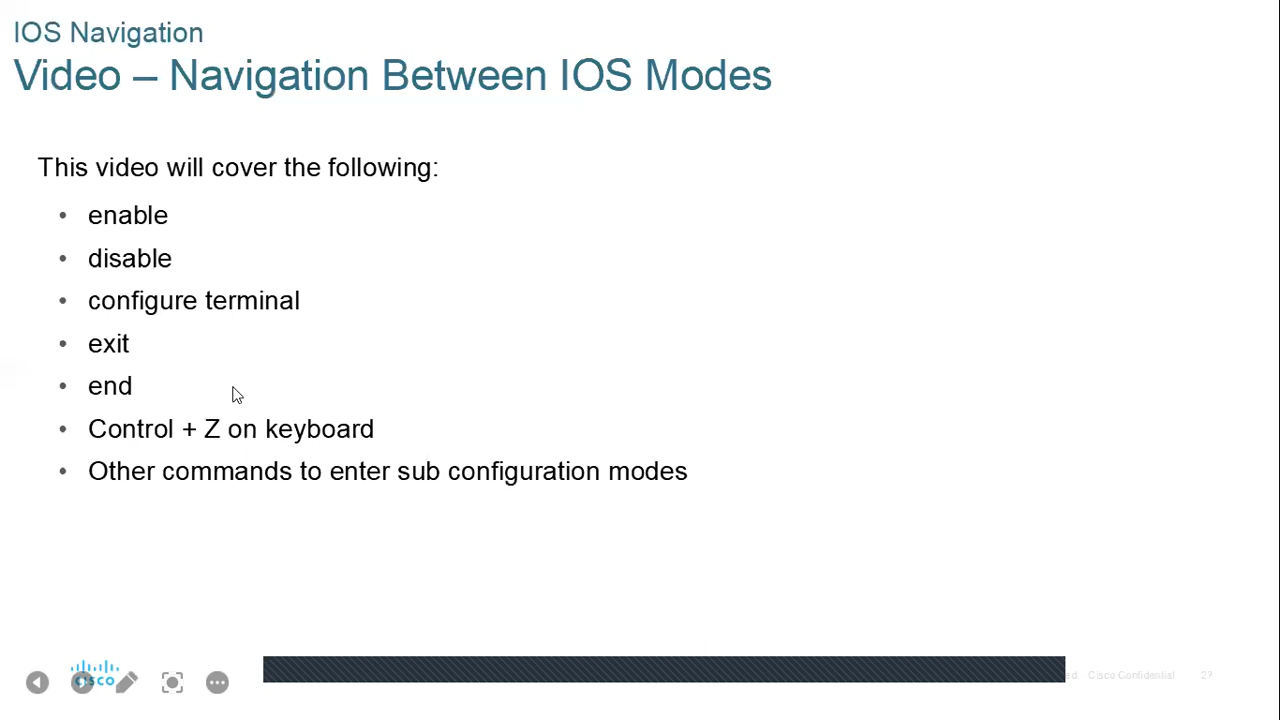 IOS Navigation
Video – Navigation Between IOS Modes
This video will cover the following:
• enable
• disable
• configure terminal
• exit
• end
• Control + Z on keyboard
• Other commands to enter sub configuration modes
cisco
Cisco Confidential